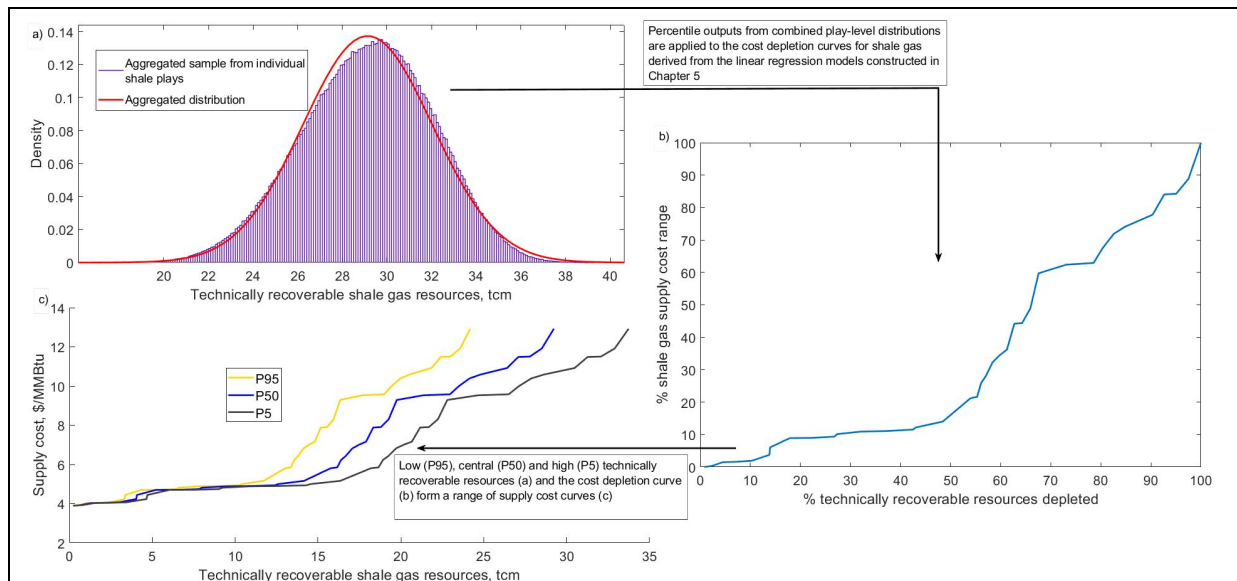 a)
0.14
0.12
0.1
0.08
0.06
0.04
0.02
0
Density
Aggregated sample from individual
shale plays
Aggregated distribution
20
22
24
26
28
30
32
34
36
38
40
Technically recoverable shale gas resources, tcm
Percentile outputs from combined play-level distributions
are applied to the cost depletion curves for shale gas
derived from the linear regression models constructed in
Chapter 5
b)
100
90
80
70
60
50
40
30
20
10
0
% shale gas supply cost range
0
10
20
30
40
50
60
70
80
90
100
% technically recoverable resources depleted
c)
14
12
10
8
6
4
2
Supply cost, $/MMBtu
P95
P50
P5
Low (P95), central (P50) and high (P5) technically
recoverable resources (a) and the cost depletion curve
(b) form a range of supply cost curves (c)
0
5
10
15
20
25
30
35
Technically recoverable shale gas resources, tcm